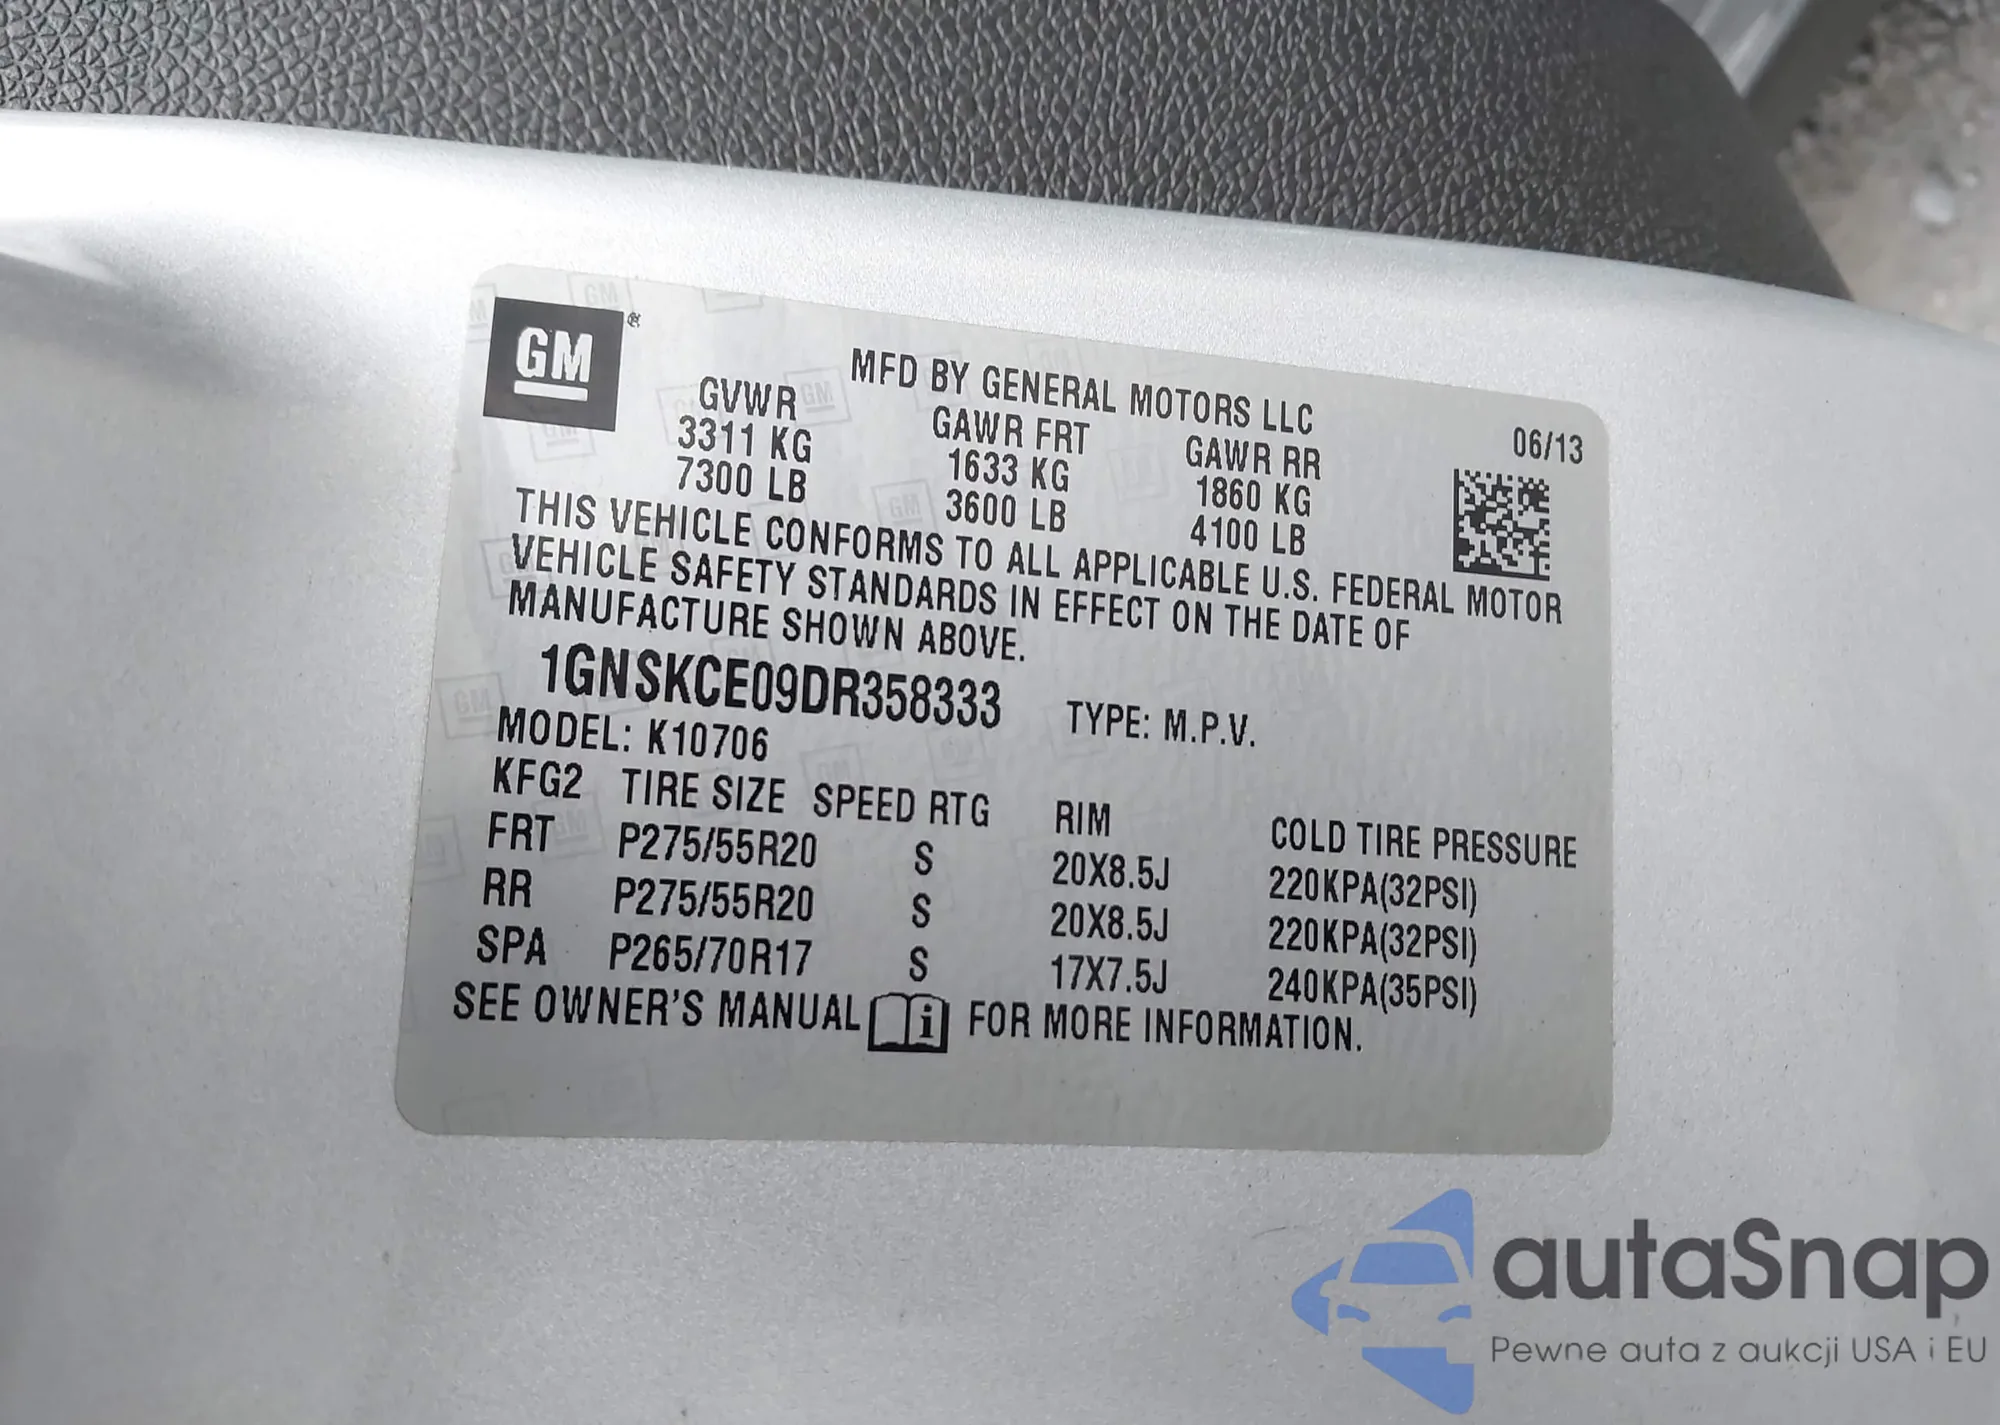 GM
MFD BY GENERAL MOTORS LLC
06/13
GVWR GAWR FRT GAWR RR
3311 KG 1633 KG 1860 KG
7300 LB 3600 LB 4100 LB
THIS VEHICLE CONFORMS TO ALL APPLICABLE U.S. FEDERAL MOTOR
VEHICLE SAFETY STANDARDS IN EFFECT ON THE DATE OF
MANUFACTURE SHOWN ABOVE.
1GNSKCE09DR358333 TYPE: M.P.V.
MODEL: K10706
KFG2 TIRE SIZE SPEED RTG RIM COLD TIRE PRESSURE
FRT P275/55R20 S 20X8.5J 220KPA(32PSI)
RR P275/55R20 S 20X8.5J 220KPA(32PSI)
SPA P265/70R17 S 17X7.5J 240KPA(35PSI)
SEE OWNER'S MANUAL i FOR MORE INFORMATION.
autaSnap
Pewne auta z aukcji USA i EU